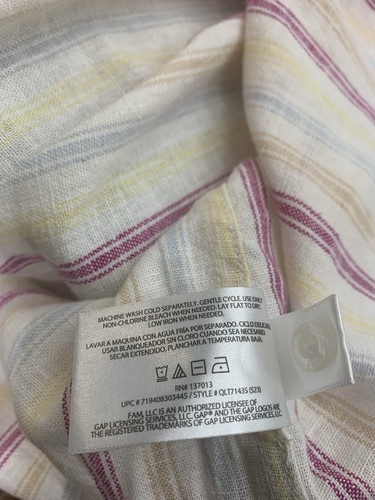 MACHINE WASH COLD SEPARATELY. GENTLE CYCLE. USE ONLY
NON-CHLORINE BLEACH WHEN NEEDED. LAY FLAT TO DRY.
LOW IRON WHEN NEEDED.
LAVAR A MAQUINA CON AGUA FRÍA POR SEPARADO. CICLO DELICADO
USAR BLANQUEADOR SIN CLORO CUANDO SEA NECESARIO
SECAR EXTENDIDO. PLANCHAR A TEMPERATURA BAJA
RN# 137013
UPC # 719408303445 / STYLE # QLT7143S (S23)
FAM, LLC IS AN AUTHORIZED LICENSEE OF
GAP LICENSING SERVICES, LLC. GAP® AND THE GAP LOGOS ARE
THE REGISTERED TRADEMARKS OF GAP LICENSING SERVICES, LLC.